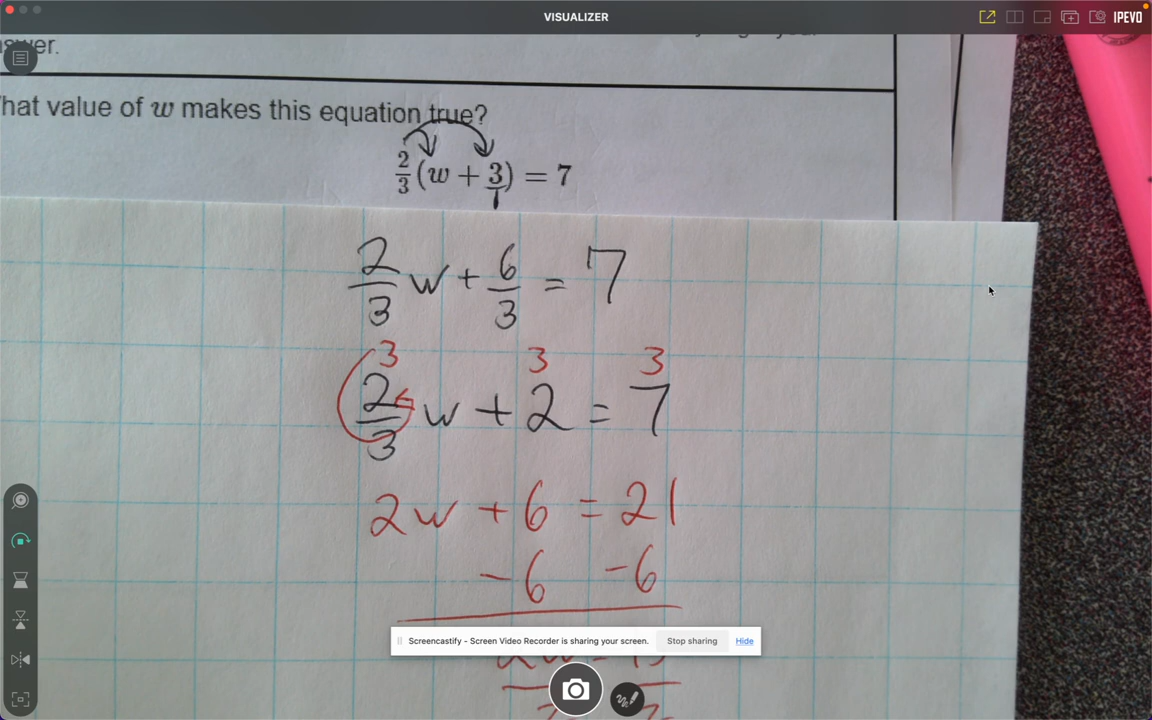 VISUALIZER
IPEVO
swer.
hat value of w makes this equation true?
2/3 (w + 3) = 7
1
2/3 w + 6/3 = 7
3 3 3
2/3 w + 2 = 7
2w + 6 = 21
-6 -6
Screencastify - Screen Video Recorder is sharing your screen. Stop sharing Hide